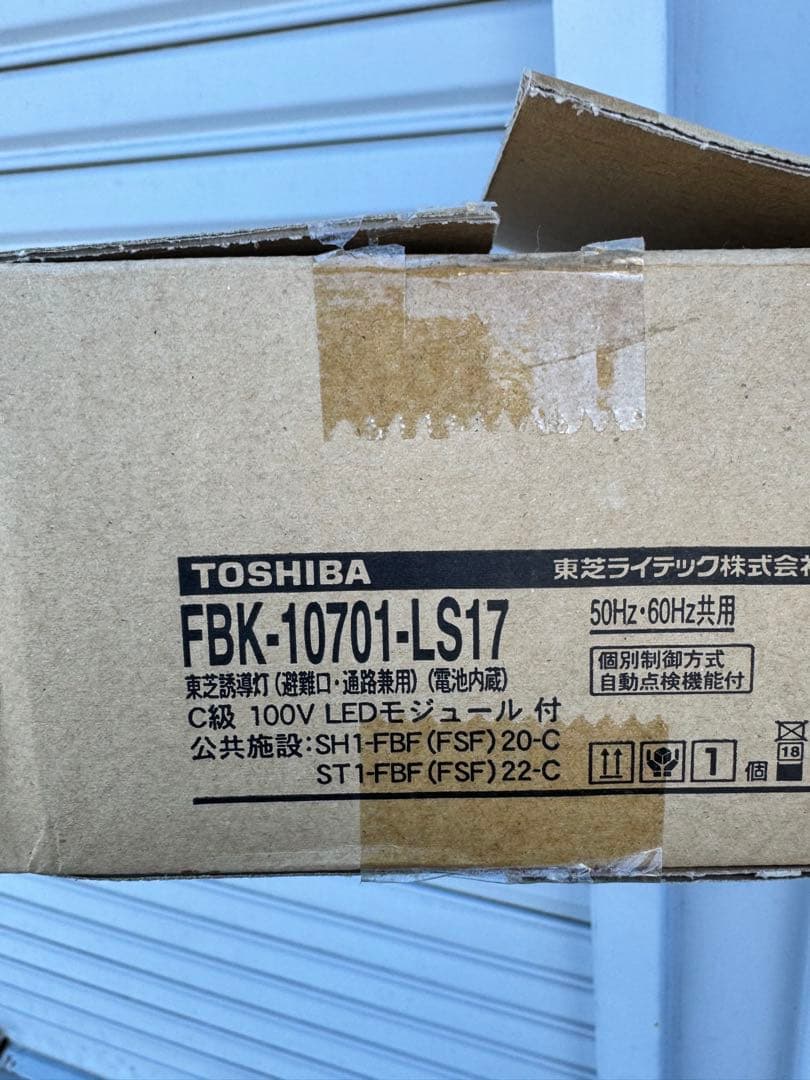 TOSHIBA 東芝ライテック株式会社
FBK-10701-LS17 50Hz・60Hz共用
東芝誘導灯(避難口・通路兼用)(電池内蔵)
個別制御方式
自動点検機能付
C級 100V LEDモジュール 付
公共施設:SH1-FBF(FSF)20-C
ST1-FBF(FSF)22-C
1個
18